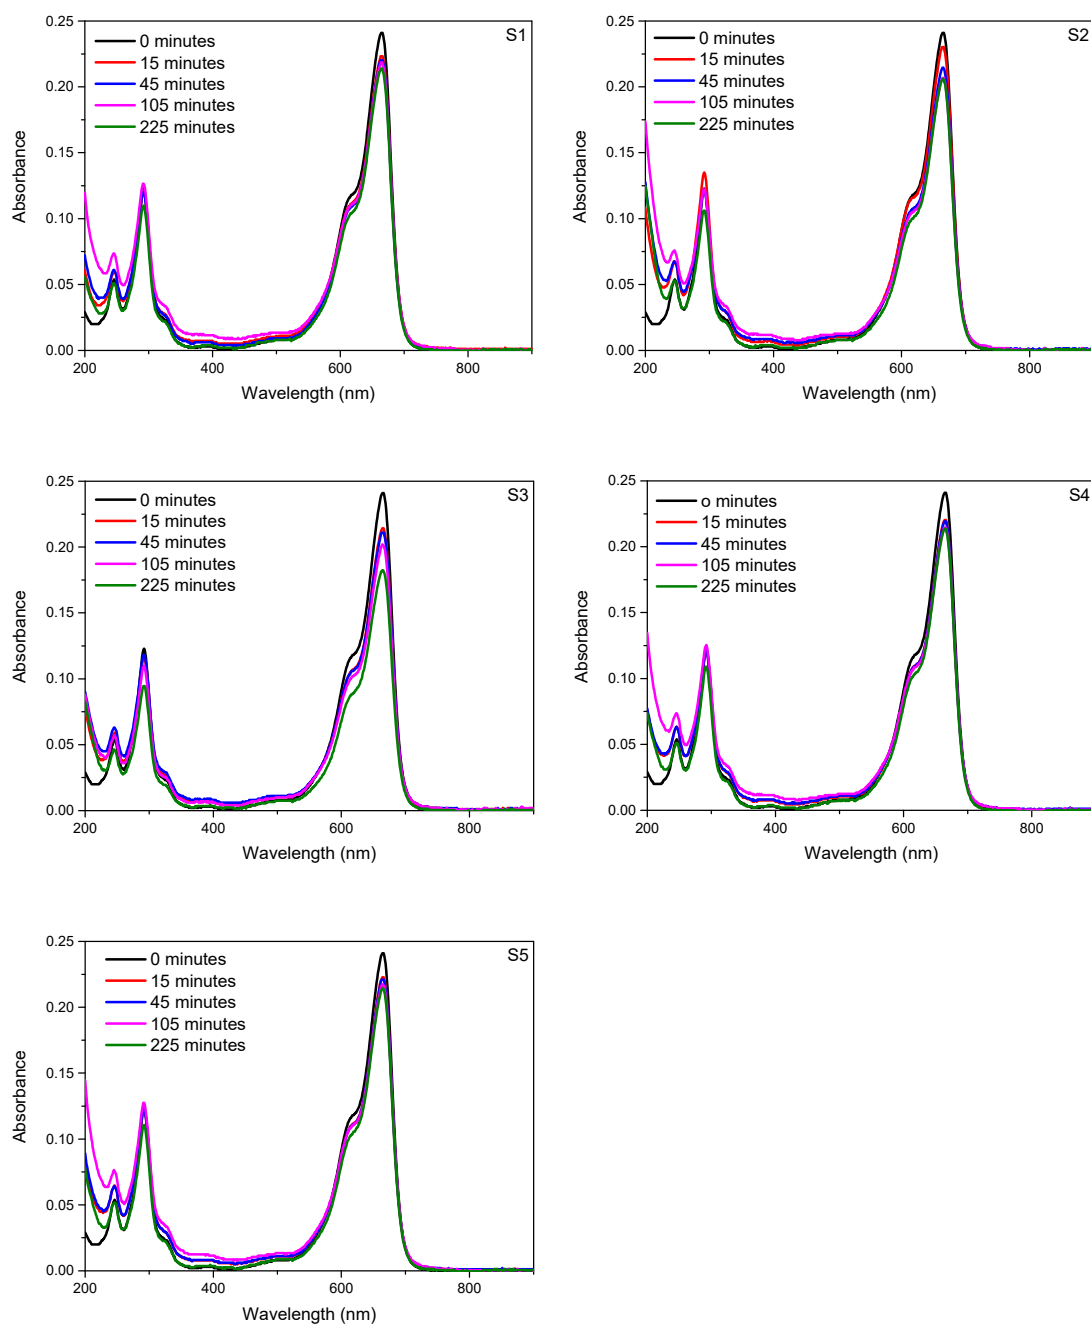 S1
0 minutes
15 minutes
45 minutes
105 minutes
225 minutes
0.25
0.20
0.15
0.10
0.05
0.00
Absorbance
200 400 600 800
Wavelength (nm)
S2
0 minutes
15 minutes
45 minutes
105 minutes
225 minutes
0.25
0.20
0.15
0.10
0.05
0.00
Absorbance
200 400 600 800
Wavelength (nm)
S3
0 minutes
15 minutes
45 minutes
105 minutes
225 minutes
0.25
0.20
0.15
0.10
0.05
0.00
Absorbance
200 400 600 800
Wavelength (nm)
S4
o minutes
15 minutes
45 minutes
105 minutes
225 minutes
0.25
0.20
0.15
0.10
0.05
0.00
Absorbance
200 400 600 800
Wavelength (nm)
S5
0 minutes
15 minutes
45 minutes
105 minutes
225 minutes
0.25
0.20
0.15
0.10
0.05
0.00
Absorbance
200 400 600 800
Wavelength (nm)